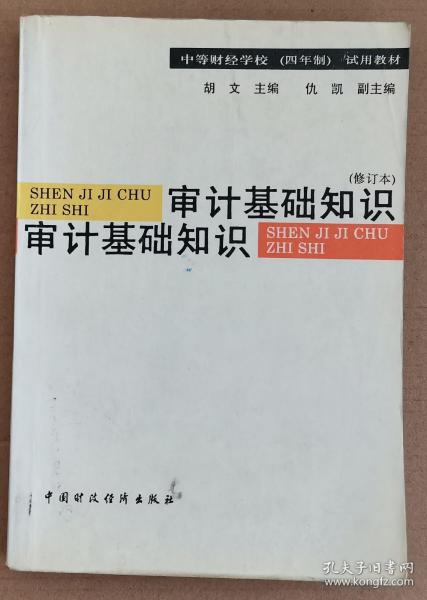 中等财经学校（四年制）试用教材
胡文 主编 仇凯 副主编
(修订本)
SHEN JI JI CHU
ZHI SHI
审计基础知识
审计基础知识
SHEN JI JI CHU
ZHI SHI
中国财政经济出版社
孔夫子旧书网
www.kongfz.com